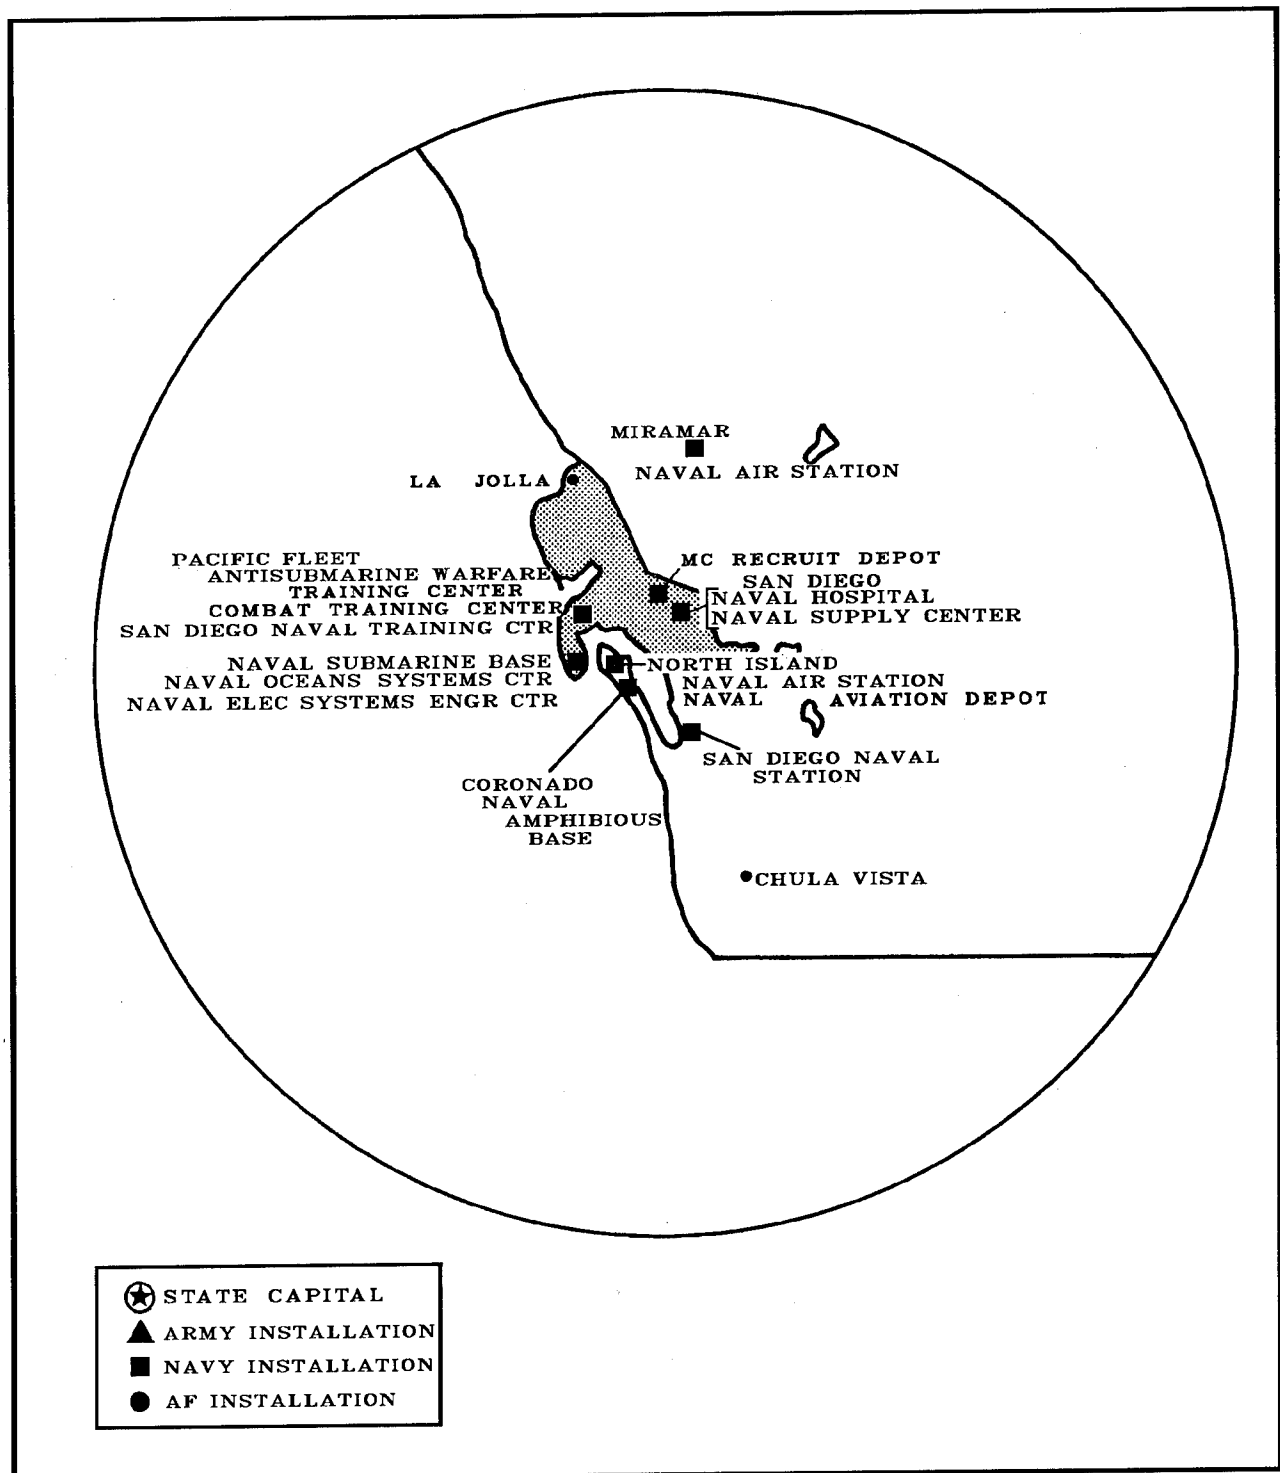 MIRAMAR
NAVAL AIR STATION
LA JOLLA
PACIFIC FLEET
ANTISUBMARINE WARFARE
TRAINING CENTER
COMBAT TRAINING CENTER
SAN DIEGO NAVAL TRAINING CTR
MC RECRUIT DEPOT
SAN DIEGO
NAVAL HOSPITAL
NAVAL SUPPLY CENTER
NAVAL SUBMARINE BASE
NAVAL OCEANS SYSTEMS CTR
NAVAL ELEC SYSTEMS ENGR CTR
NORTH ISLAND
NAVAL AIR STATION
NAVAL AVIATION DEPOT
SAN DIEGO NAVAL
STATION
CORONADO
NAVAL
AMPHIBIOUS
BASE
CHULA VISTA
STATE CAPITAL
ARMY INSTALLATION
NAVY INSTALLATION
AF INSTALLATION